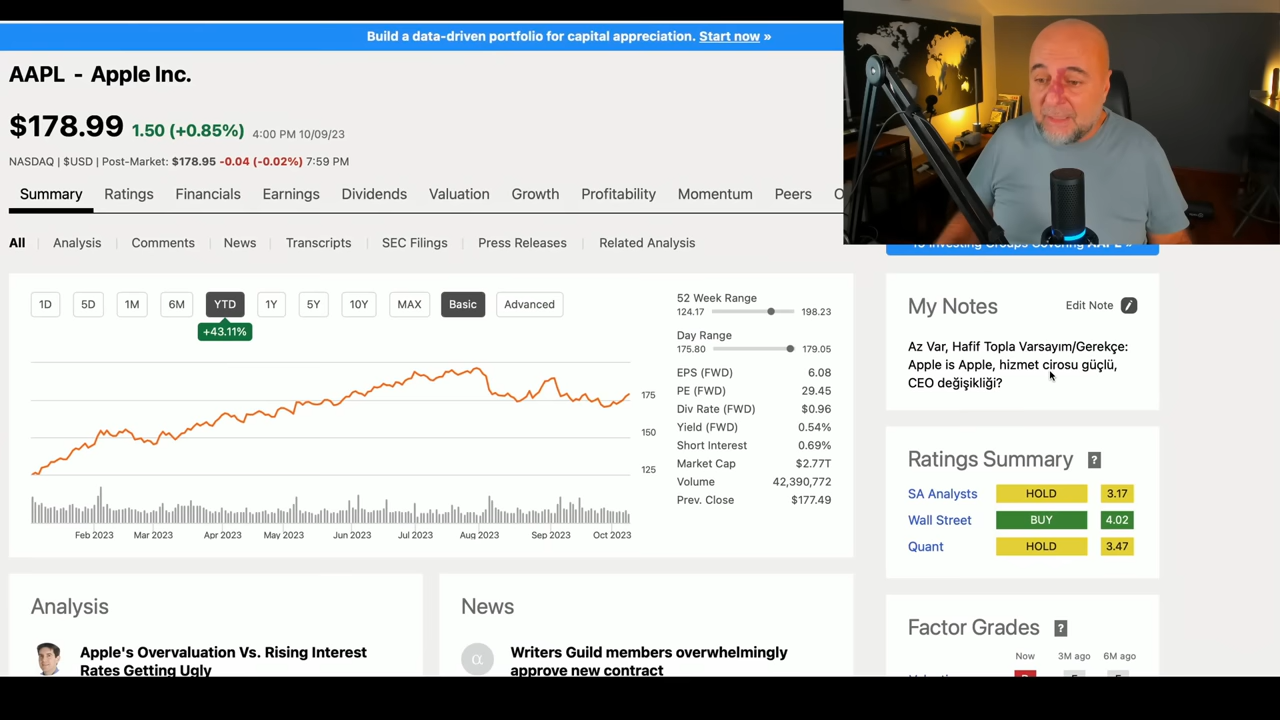 Build a data-driven portfolio for capital appreciation. Start now »
AAPL - Apple Inc.
$178.99 1.50 (+0.85%) 4:00 PM 10/09/23
NASDAQ | $USD | Post-Market: $178.95 -0.04 (-0.02%) 7:59 PM
Summary Ratings Financials Earnings Dividends Valuation Growth Profitability Momentum Peers
All Analysis Comments News Transcripts SEC Filings Press Releases Related Analysis
15 Investing Groups Covering AAPL »
1D 5D 1M 6M YTD 1Y 5Y 10Y MAX Basic Advanced
+43.11%
175
150
125
Feb 2023 Mar 2023 Apr 2023 May 2023 Jun 2023 Jul 2023 Aug 2023 Sep 2023 Oct 2023
52 Week Range
124.17 198.23
Day Range
175.80 179.05
EPS (FWD) 6.08
PE (FWD) 29.45
Div Rate (FWD) $0.96
Yield (FWD) 0.54%
Short Interest 0.69%
Market Cap $2.77T
Volume 42,390,772
Prev. Close $177.49
My Notes Edit Note
Az Var, Hafif Topla Varsayım/Gerekçe:
Apple is Apple, hizmet cirosu güçlü,
CEO değişikliği?
Ratings Summary ?
SA Analysts HOLD 3.17
Wall Street BUY 4.02
Quant HOLD 3.47
Factor Grades ?
Now 3M ago 6M ago
Analysis
Apple's Overvaluation Vs. Rising Interest
Rates Getting Ugly
News
α
Writers Guild members overwhelmingly
approve new contract